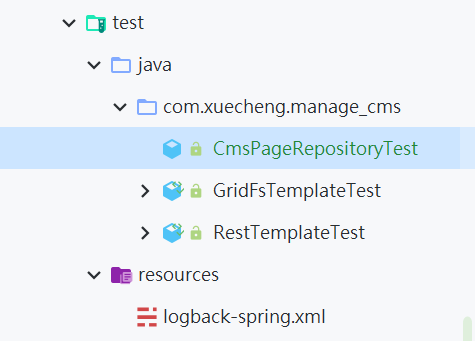 test
java
com.xuecheng.manage_cms
CmsPageRepositoryTest
GridFsTemplateTest
RestTemplateTest
resources
logback-spring.xml